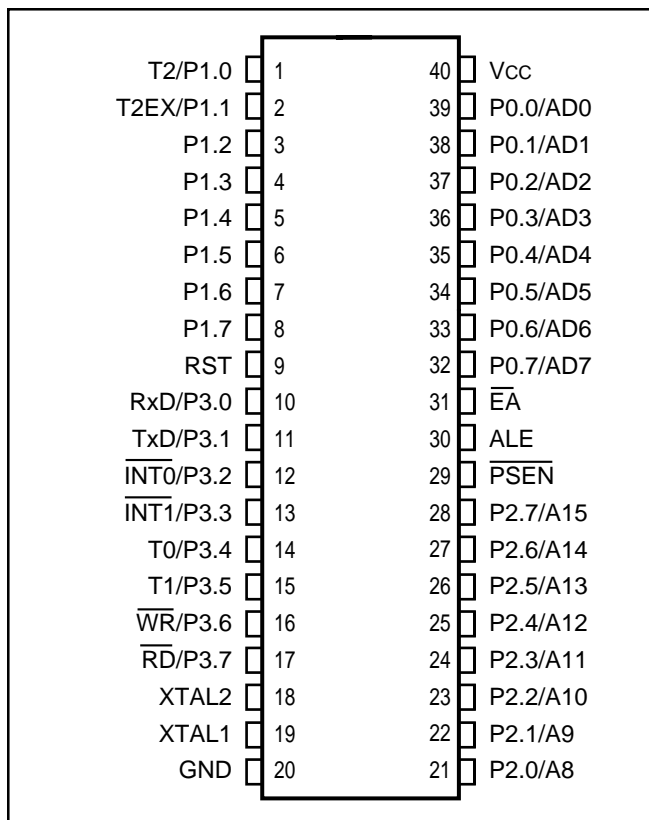 T2/P1.0 1 40 Vcc
T2EX/P1.1 2 39 P0.0/AD0
P1.2 3 38 P0.1/AD1
P1.3 4 37 P0.2/AD2
P1.4 5 36 P0.3/AD3
P1.5 6 35 P0.4/AD4
P1.6 7 34 P0.5/AD5
P1.7 8 33 P0.6/AD6
RST 9 32 P0.7/AD7
RxD/P3.0 10 31 E̅A̅
TxD/P3.1 11 30 ALE
I̅N̅T̅0̅/P3.2 12 29 P̅S̅E̅N̅
I̅N̅T̅1̅/P3.3 13 28 P2.7/A15
T0/P3.4 14 27 P2.6/A14
T1/P3.5 15 26 P2.5/A13
W̅R̅/P3.6 16 25 P2.4/A12
R̅D̅/P3.7 17 24 P2.3/A11
XTAL2 18 23 P2.2/A10
XTAL1 19 22 P2.1/A9
GND 20 21 P2.0/A8